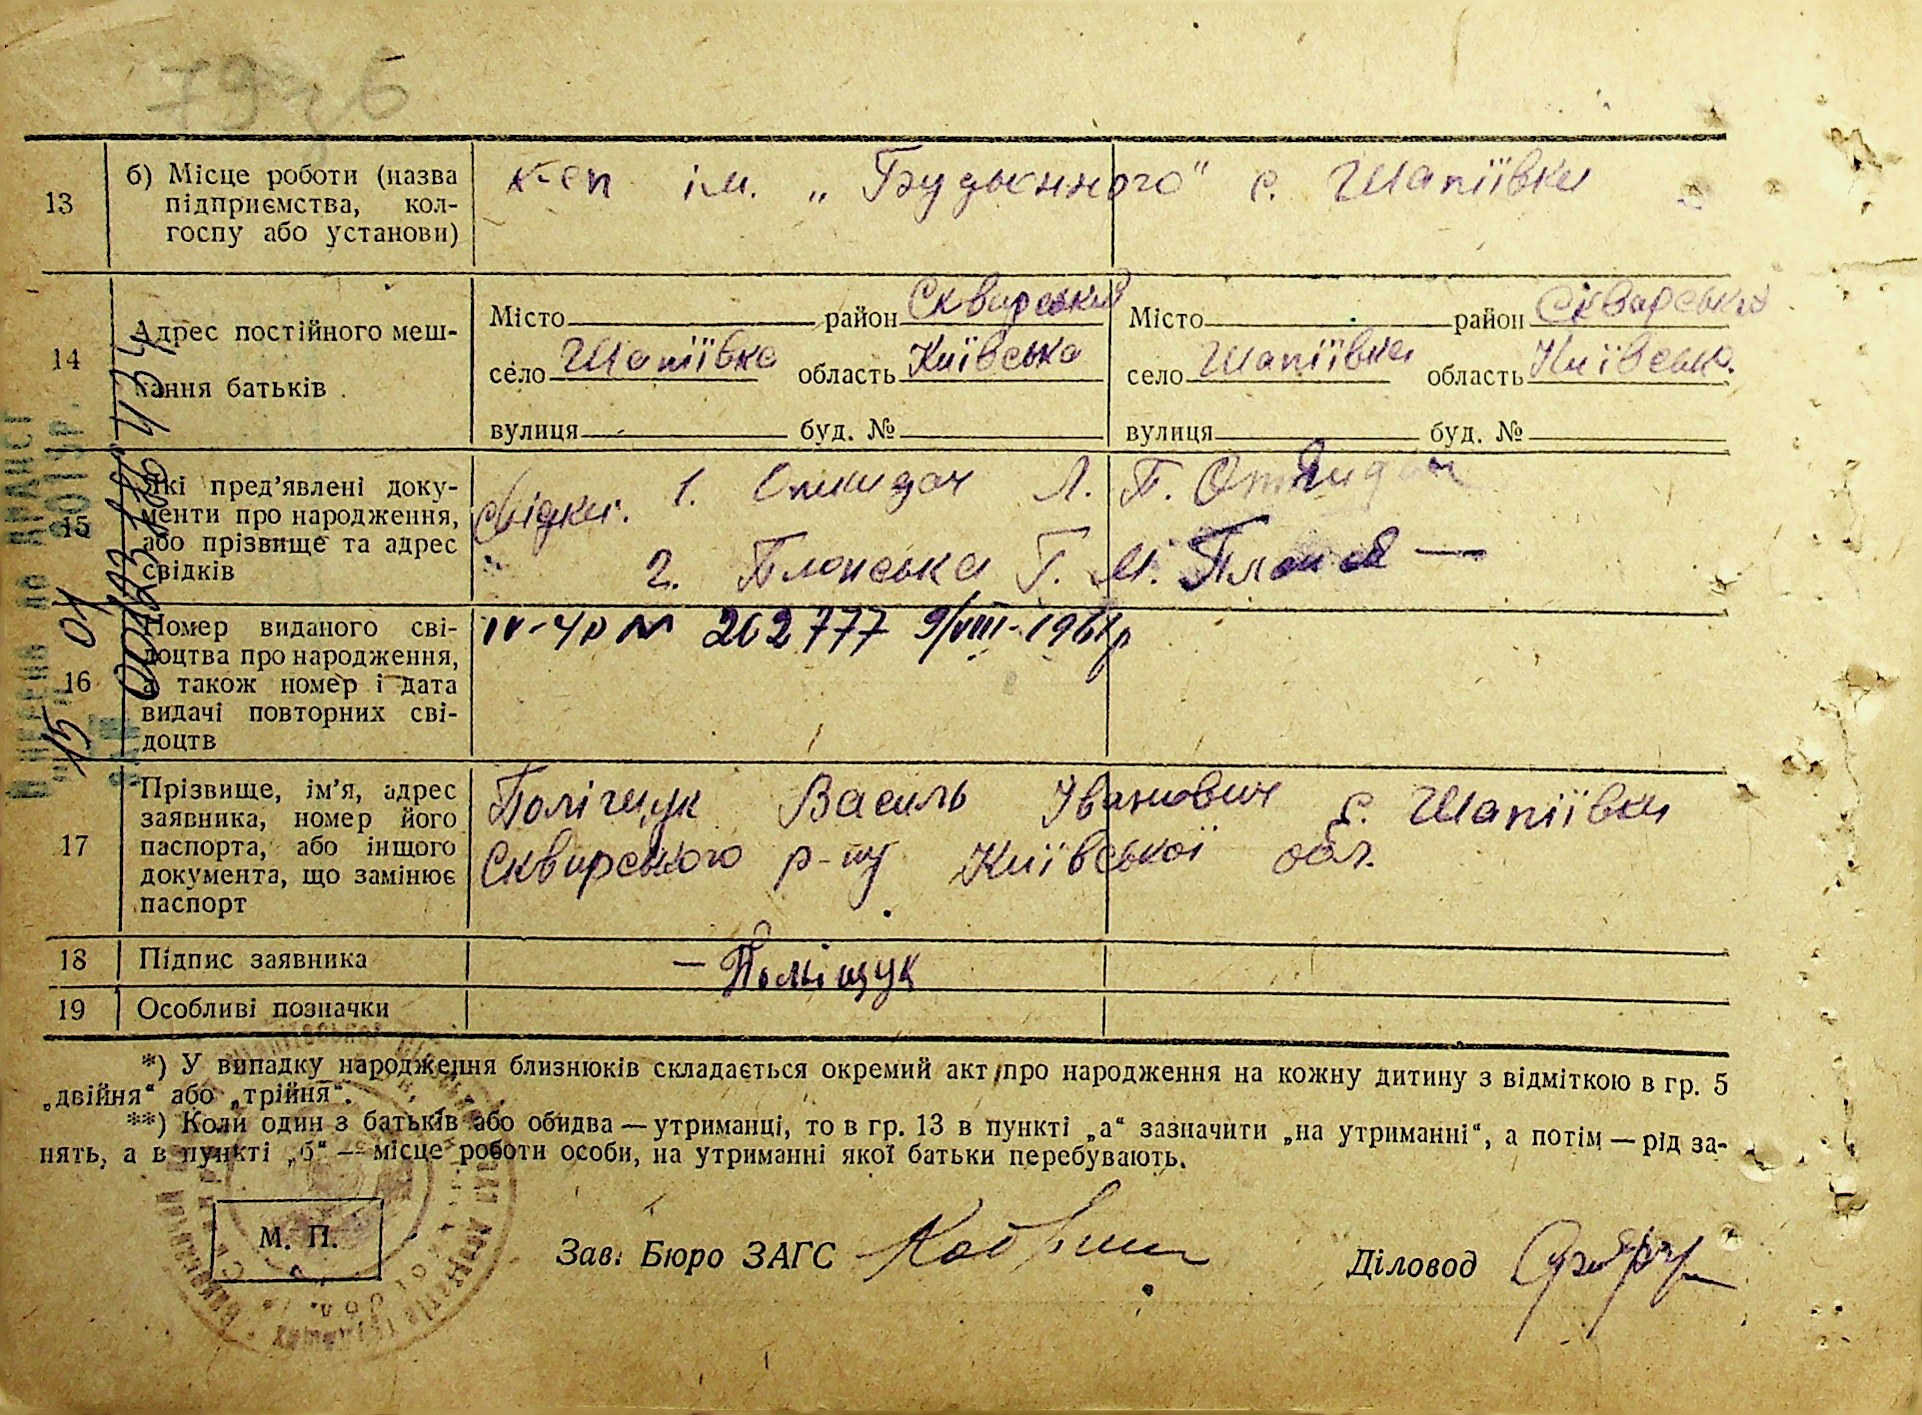 13 б) Місце роботи (назва підприємства, колгоспу або установи) к-сп ім. „Будьонного“ с. Шапіївки
14 Адрес постійного мешкання батьків
Місто район Сквирський Місто район Сквирський
село Шапіївка область Київська село Шапіївка область Київська
вулиця буд. № вулиця буд. №
15 Які пред’явлені документи про народження, або прізвище та адрес свідків
свідки: 1. Л. П.
2. Плонська Г. М.
16 Номер виданого свідоцтва про народження, а також номер і дата видачі повторних свідоцтв
IV-ЧР № 262777 9/VIII-1961р
17 Прізвище, ім’я, адрес заявника, номер його паспорта, або іншого документа, що замінює паспорт
Поліщук Василь Іванович с. Шапіївки
Сквирського р-ну Київської обл.
18 Підпис заявника — Поліщук
19 Особливі позначки
*) У випадку народження близнюків складається окремий акт про народження на кожну дитину з відміткою в гр. 5
„двійня“ або „трійня“.
**) Коли один з батьків або обидва — утриманці, то в гр. 13 в пункті „а“ зазначити „на утриманні“, а потім — рід за-
нять, а в пункті „б“ — місце роботи особи, на утриманні якої батьки перебувають.
М. П.
Зав. Бюро ЗАГС Діловод